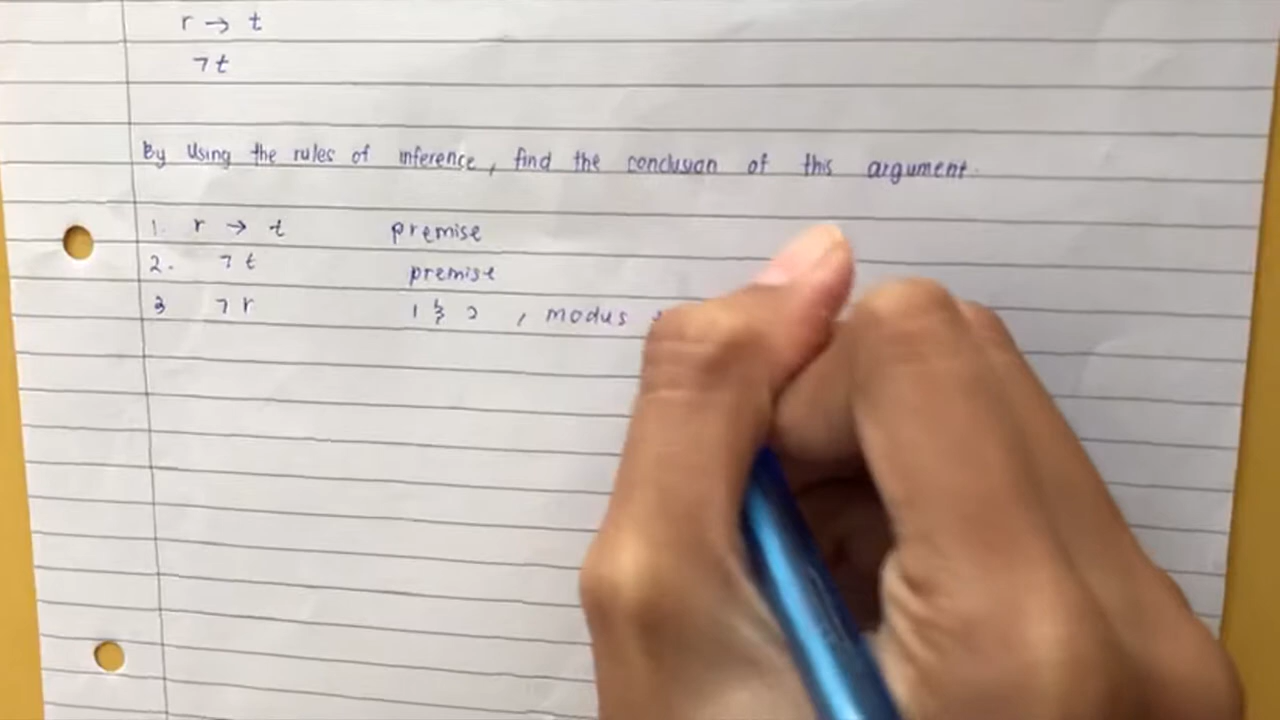 r → t
¬t
By using the rules of inference, find the conclusion of this argument.
1. r → t premise
2. ¬t premise
3 ¬r 1 & 2, modus